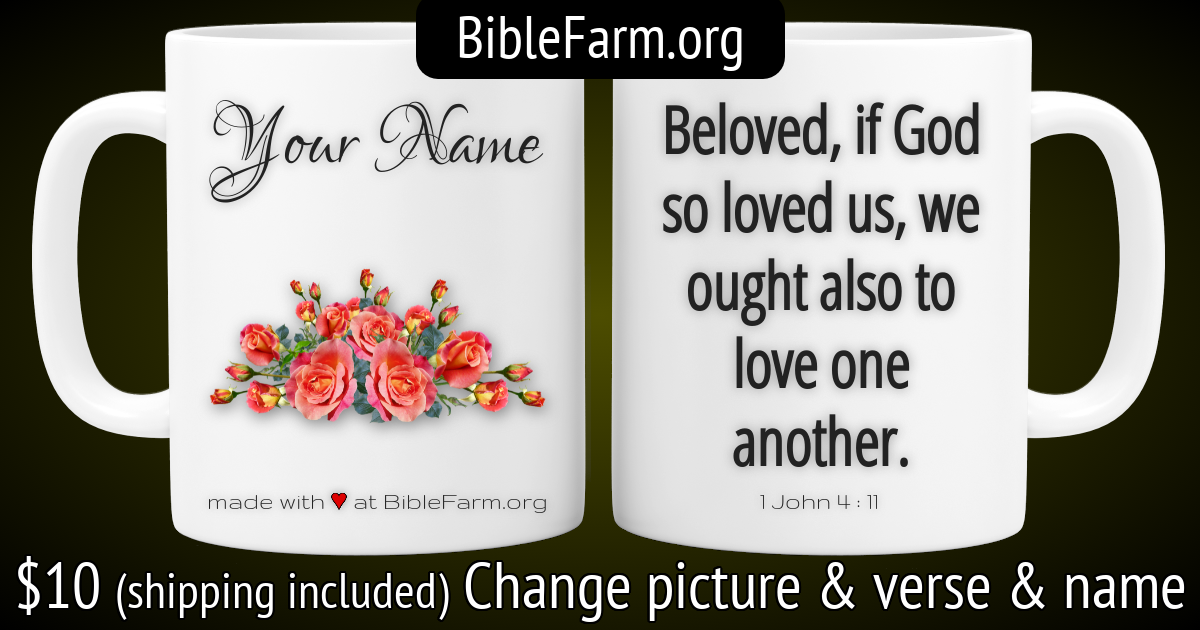 BibleFarm.org
Your Name
made with ♥ at BibleFarm.org
Beloved, if God
so loved us, we
ought also to
love one
another.
1 John 4 : 11
$10 (shipping included) Change picture & verse & name